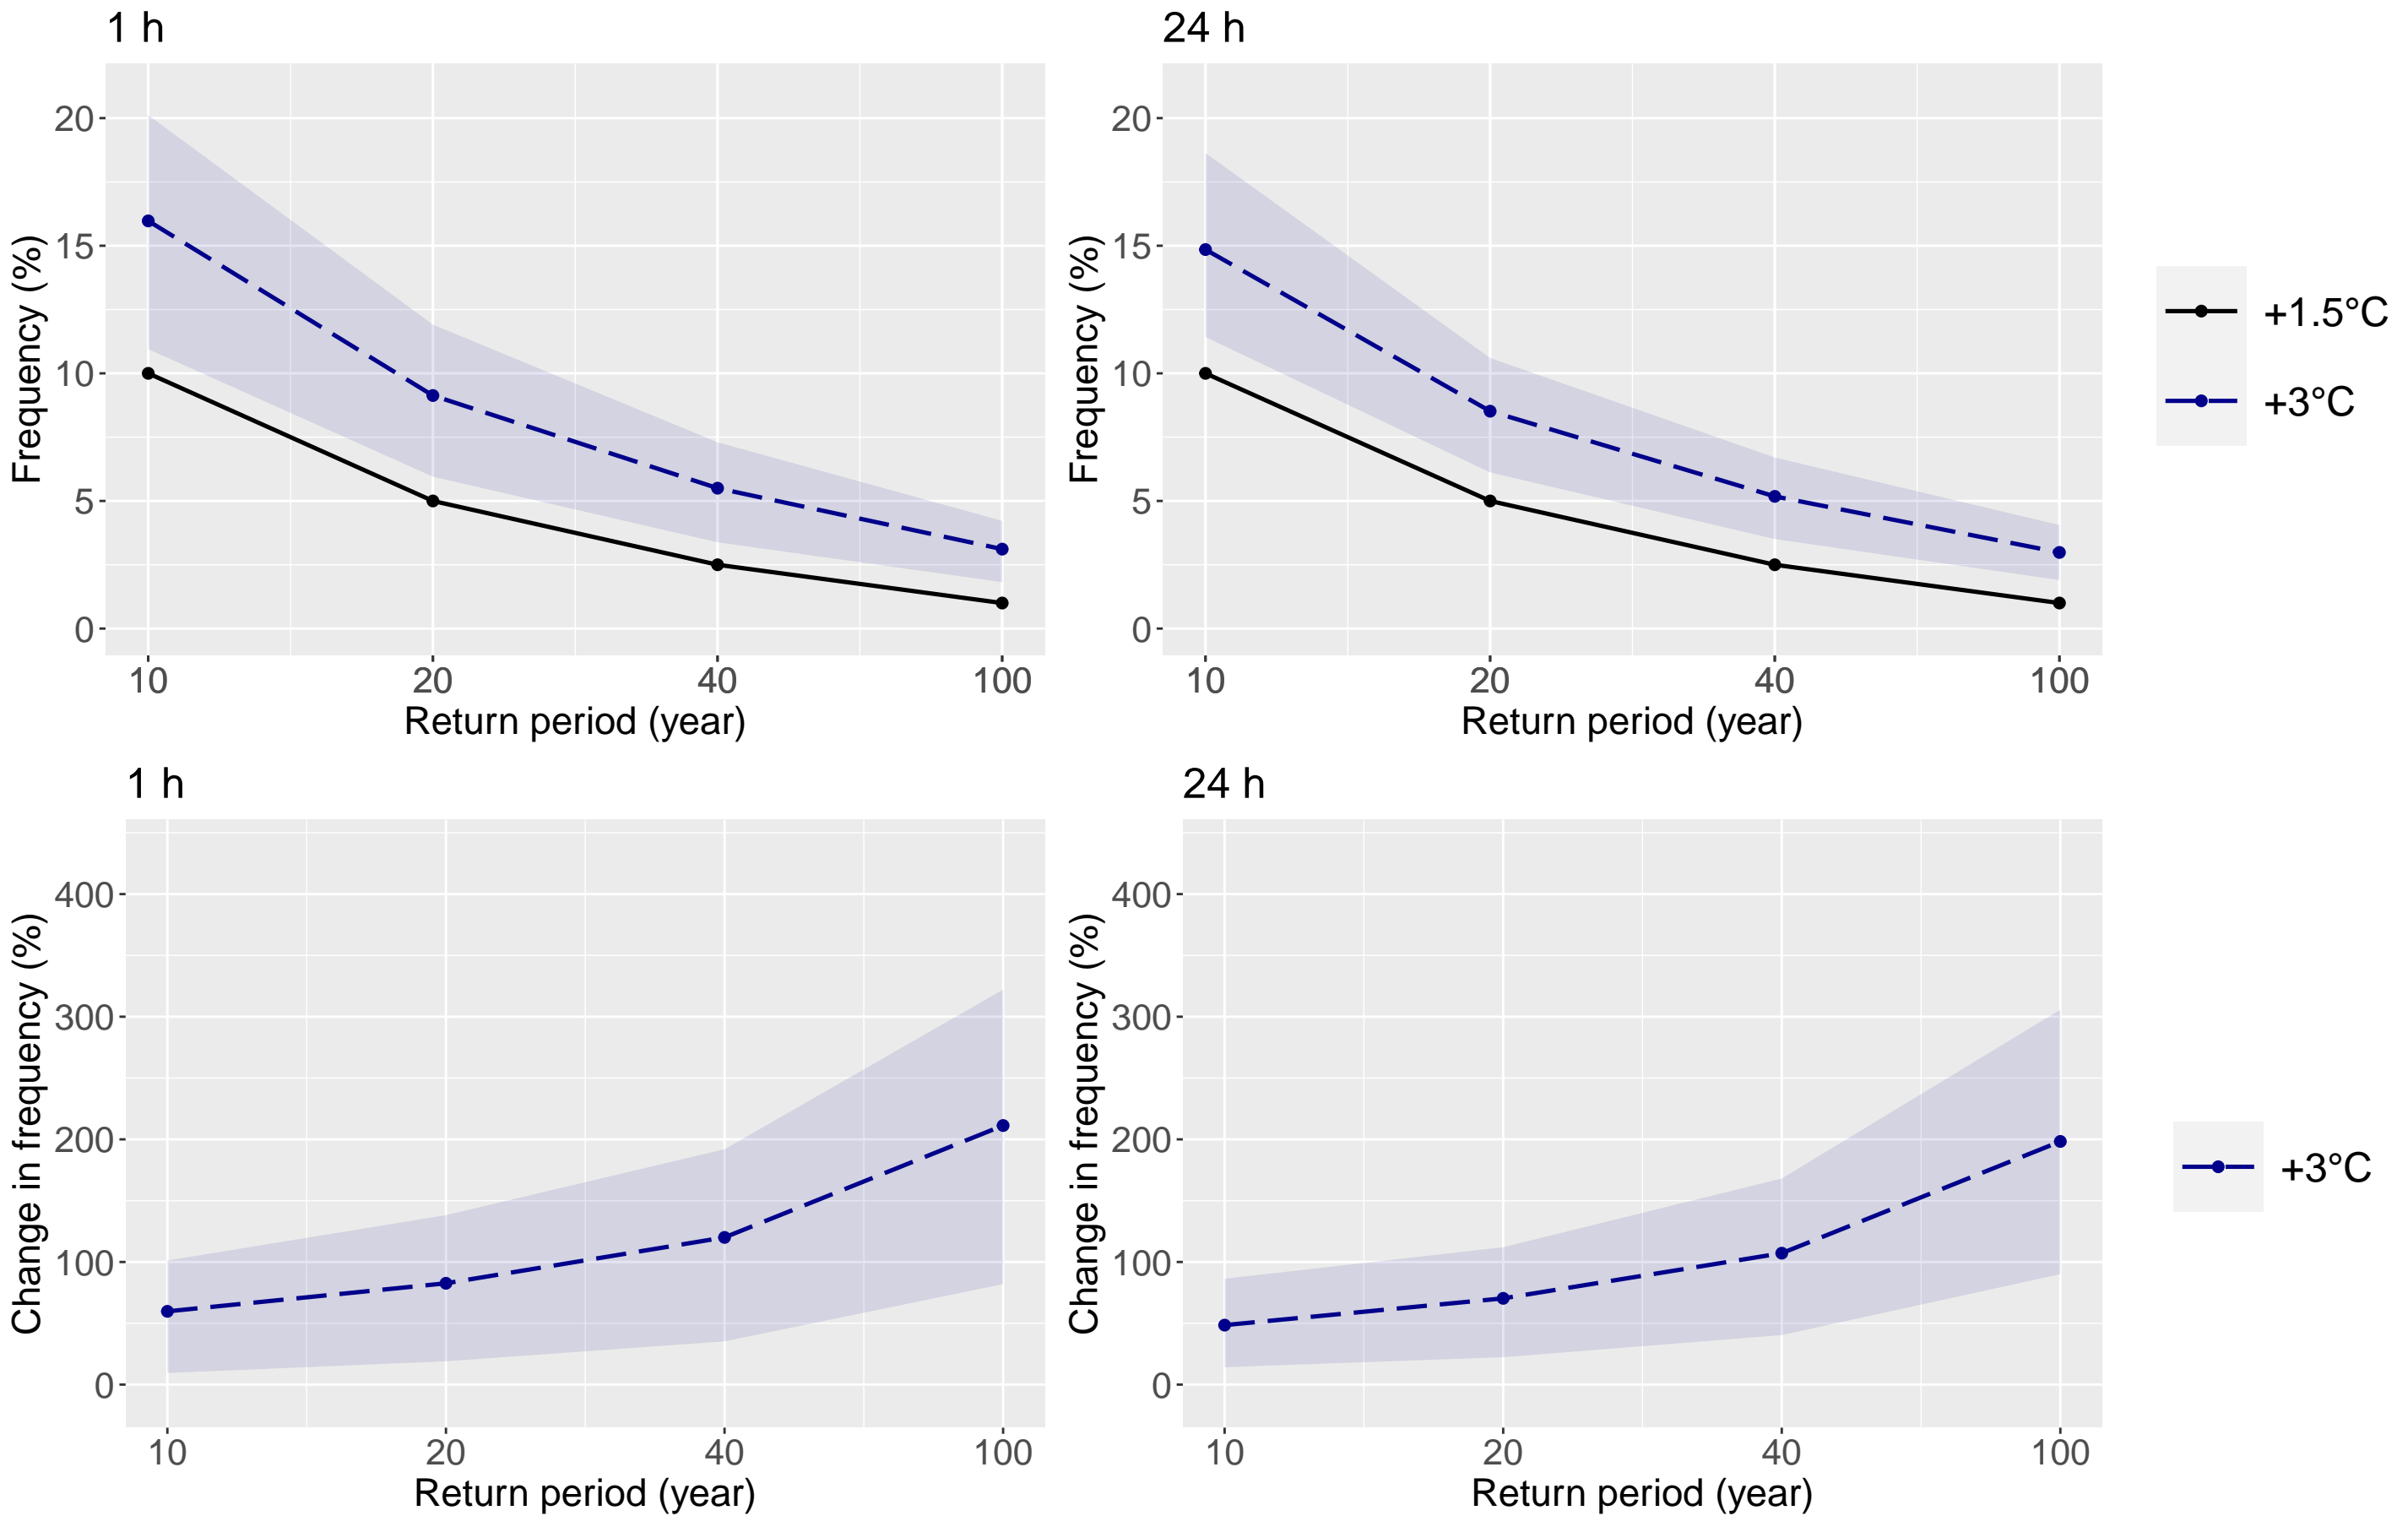 1 h
20
15
10
5
0
Frequency (%)
10 20 40 100
Return period (year)
24 h
20
15
10
5
0
Frequency (%)
10 20 40 100
Return period (year)
+1.5°C
+3°C
1 h
400
300
200
100
0
Change in frequency (%)
10 20 40 100
Return period (year)
24 h
400
300
200
100
0
Change in frequency (%)
10 20 40 100
Return period (year)
+3°C